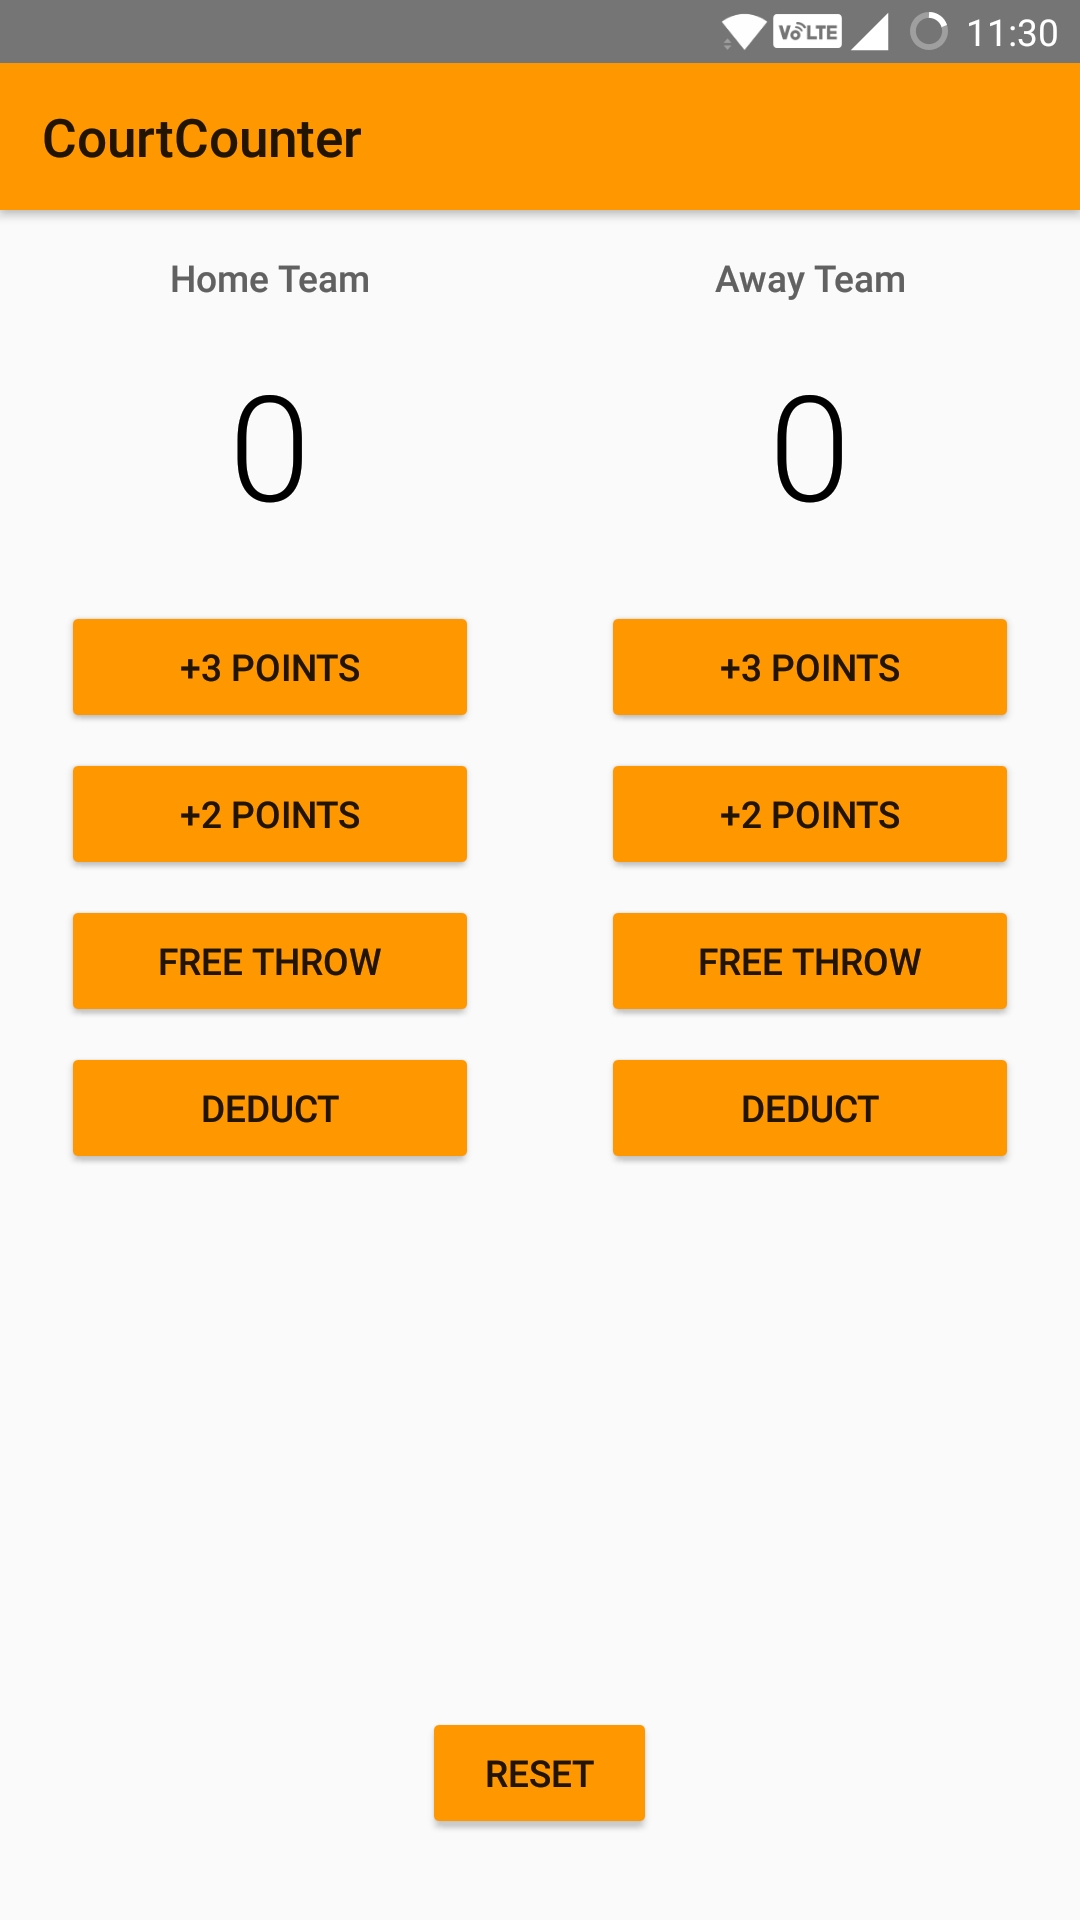 VoLTE 11:30
CourtCounter
Home Team Away Team
0 0
+3 POINTS +3 POINTS
+2 POINTS +2 POINTS
FREE THROW FREE THROW
DEDUCT DEDUCT
RESET